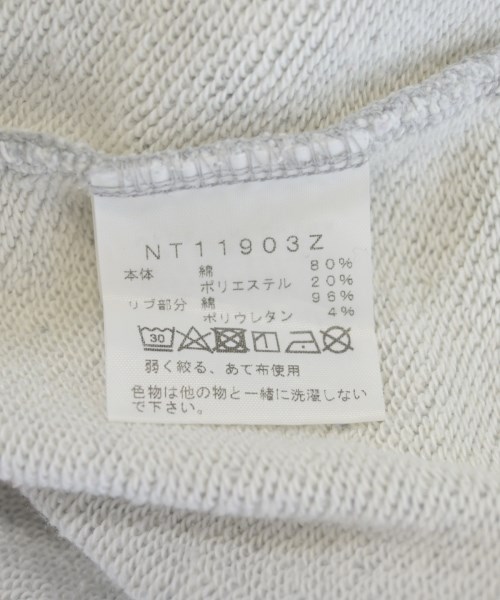 NT11903Z
本体 綿 80%
ポリエステル 20%
リブ部分 綿 96%
ポリウレタン 4%
30
弱く絞る、あて布使用
色物は他の物と一緒に洗濯しない
で下さい。